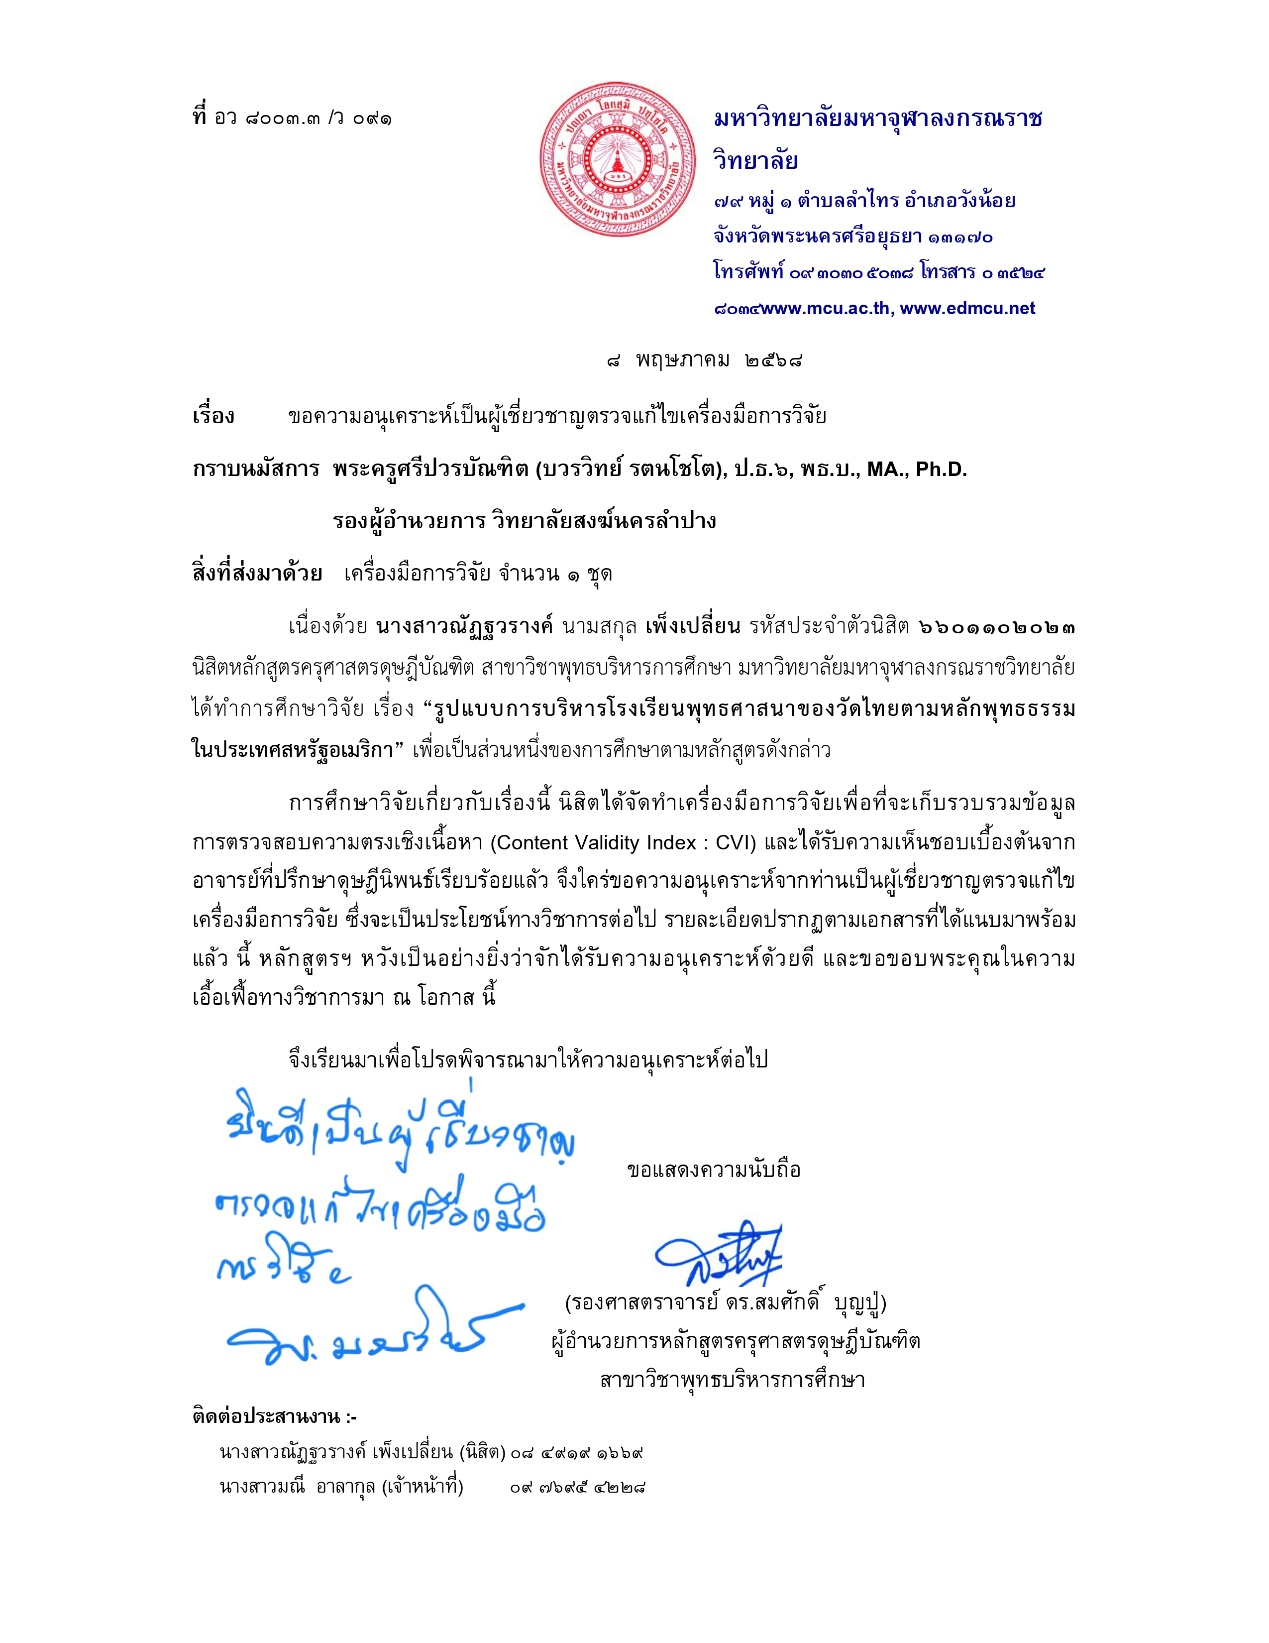 ที่ อว ๘๐๐๓.๓ /ว ๐๙๑
ปญฺญา โลกสฺมิ ปชฺโชโต
มหาวิทยาลัยมหาจุฬาลงกรณราชวิทยาลัย
มหาวิทยาลัยมหาจุฬาลงกรณราช
วิทยาลัย
๗๙ หมู่ ๑ ตำบลลำไทร อำเภอวังน้อย
จังหวัดพระนครศรีอยุธยา ๑๓๑๗๐
โทรศัพท์ ๐๙ ๓๐๓๐ ๕๐๓๘ โทรสาร ๐ ๓๕๒๔
๘๐๓๔www.mcu.ac.th, www.edmcu.net
๘ พฤษภาคม ๒๕๖๘
เรื่อง ขอความอนุเคราะห์เป็นผู้เชี่ยวชาญตรวจแก้ไขเครื่องมือการวิจัย
กราบนมัสการ พระครูศรีปวรบัณฑิต (บวรวิทย์ รตนโชโต), ป.ธ.๖, พธ.บ., MA., Ph.D.
รองผู้อำนวยการ วิทยาลัยสงฆ์นครลำปาง
สิ่งที่ส่งมาด้วย เครื่องมือการวิจัย จำนวน ๑ ชุด
เนื่องด้วย นางสาวณัฏฐวรางค์ นามสกุล เพ็งเปลี่ยน รหัสประจำตัวนิสิต ๖๖๐๑๑๐๒๐๒๓
นิสิตหลักสูตรครุศาสตรดุษฎีบัณฑิต สาขาวิชาพุทธบริหารการศึกษา มหาวิทยาลัยมหาจุฬาลงกรณราชวิทยาลัย
ได้ทำการศึกษาวิจัย เรื่อง “รูปแบบการบริหารโรงเรียนพุทธศาสนาของวัดไทยตามหลักพุทธธรรม
ในประเทศสหรัฐอเมริกา” เพื่อเป็นส่วนหนึ่งของการศึกษาตามหลักสูตรดังกล่าว
การศึกษาวิจัยเกี่ยวกับเรื่องนี้ นิสิตได้จัดทำเครื่องมือการวิจัยเพื่อที่จะเก็บรวบรวมข้อมูล
การตรวจสอบความตรงเชิงเนื้อหา (Content Validity Index : CVI) และได้รับความเห็นชอบเบื้องต้นจาก
อาจารย์ที่ปรึกษาดุษฎีนิพนธ์เรียบร้อยแล้ว จึงใคร่ขอความอนุเคราะห์จากท่านเป็นผู้เชี่ยวชาญตรวจแก้ไข
เครื่องมือการวิจัย ซึ่งจะเป็นประโยชน์ทางวิชาการต่อไป รายละเอียดปรากฏตามเอกสารที่ได้แนบมาพร้อม
แล้ว นี้ หลักสูตรฯ หวังเป็นอย่างยิ่งว่าจักได้รับความอนุเคราะห์ด้วยดี และขอขอบพระคุณในความ
เอื้อเฟื้อทางวิชาการมา ณ โอกาส นี้
จึงเรียนมาเพื่อโปรดพิจารณามาให้ความอนุเคราะห์ต่อไป
ยินดีเป็นผู้เชี่ยวชาญ
ตรวจแก้ไขเครื่องมือ
การวิจัย
ขอแสดงความนับถือ
(รองศาสตราจารย์ ดร.สมศักดิ์ บุญปู่)
ผู้อำนวยการหลักสูตรครุศาสตรดุษฎีบัณฑิต
สาขาวิชาพุทธบริหารการศึกษา
ติดต่อประสานงาน :-
นางสาวณัฏฐวรางค์ เพ็งเปลี่ยน (นิสิต) ๐๘ ๔๙๑๙ ๑๖๖๙
นางสาวมณี อาลากุล (เจ้าหน้าที่) ๐๙ ๗๖๙๕ ๔๒๒๘